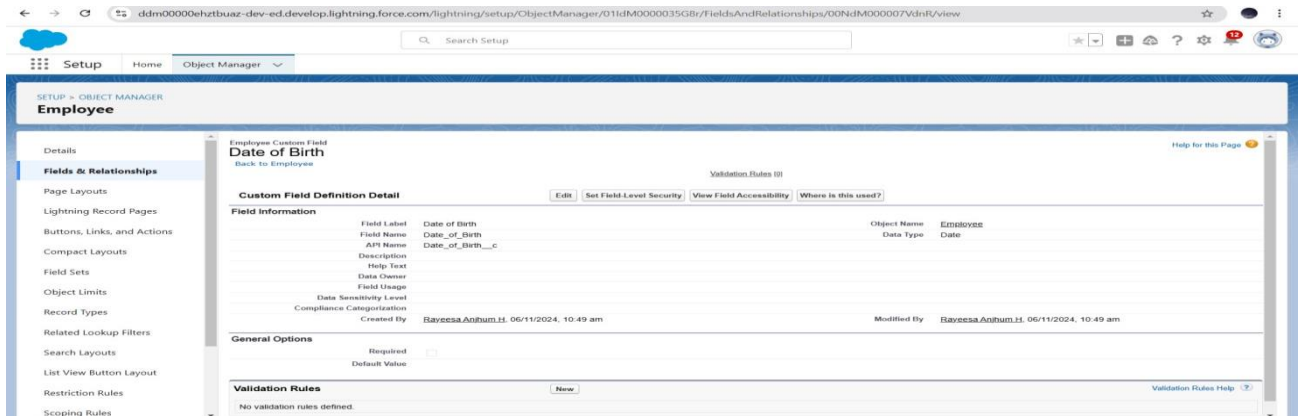 ddm00000ehztbuaz-dev-ed.develop.lightning.force.com/lightning/setup/ObjectManager/01IdM0000035G8r/FieldsAndRelationships/00NdM000007VdnR/view
Search Setup
12
Setup Home Object Manager
SETUP > OBJECT MANAGER
Employee
Details
Fields & Relationships
Page Layouts
Lightning Record Pages
Buttons, Links, and Actions
Compact Layouts
Field Sets
Object Limits
Record Types
Related Lookup Filters
Search Layouts
List View Button Layout
Restriction Rules
Scoping Rules
Employee Custom Field
Date of Birth
Back to Employee
Help for this Page
Validation Rules [0]
Custom Field Definition Detail Edit Set Field-Level Security View Field Accessibility Where is this used?
Field Information
Field Label Date of Birth Object Name Employee
Field Name Date_of_Birth Data Type Date
API Name Date_of_Birth__c
Description
Help Text
Data Owner
Field Usage
Data Sensitivity Level
Compliance Categorization
Created By Rayeesa Anjhum H, 06/11/2024, 10:49 am Modified By Rayeesa Anjhum H, 06/11/2024, 10:49 am
General Options
Required
Default Value
Validation Rules New Validation Rules Help ?
No validation rules defined.